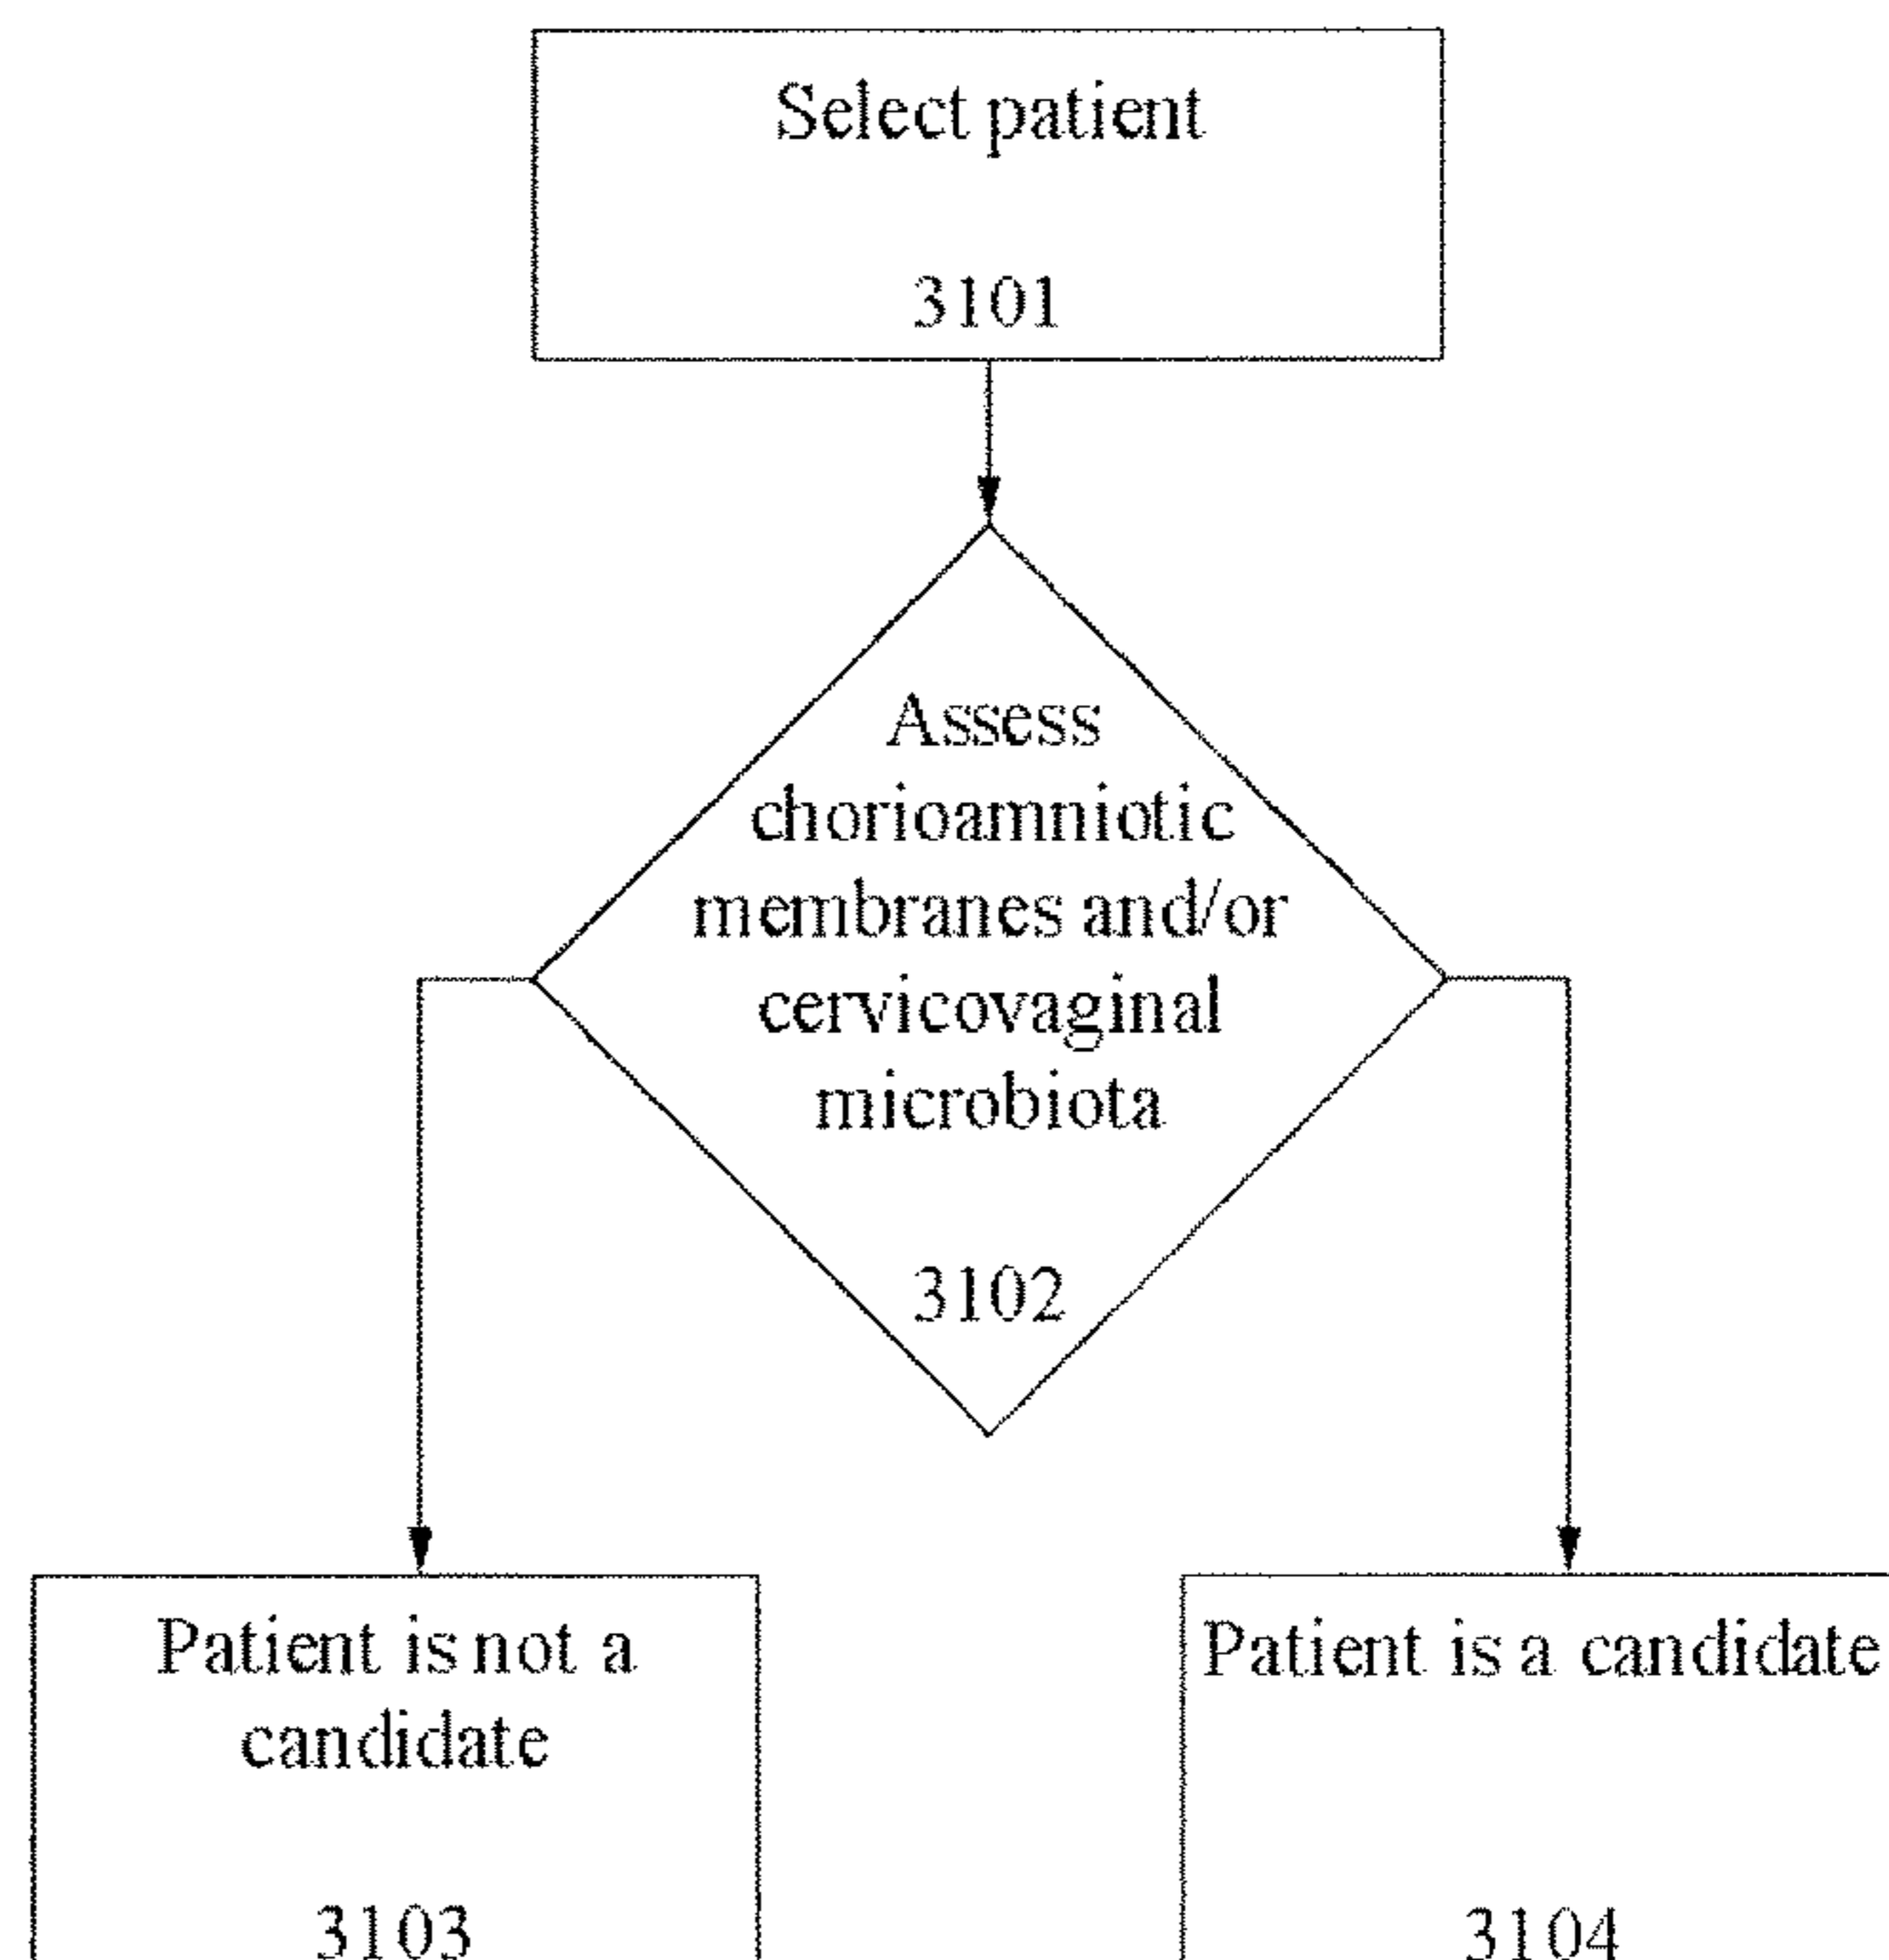 Select patient
3101
Assess
chorioamniotic
membranes and/or
cervicovaginal
microbiota
3102
Patient is not a
candidate
3103
Patient is a candidate
3104